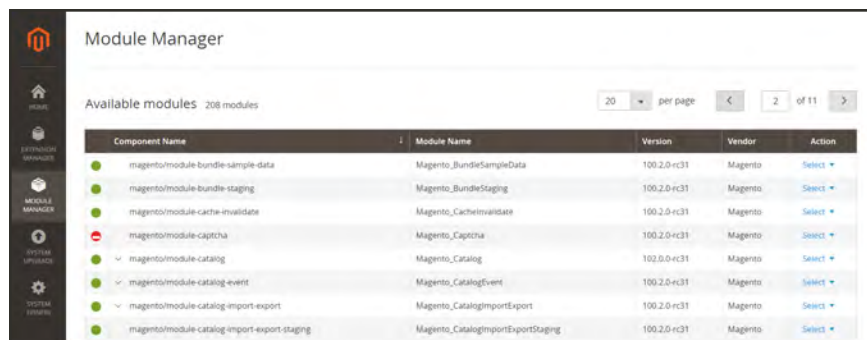 Module Manager
HOME
EXTENSION
MANAGER
MODULE
MANAGER
SYSTEM
UPGRADE
SYSTEM
CONFIG
Available modules 208 modules
20 per page 2 of 11
Component Name Module Name Version Vendor Action
magento/module-bundle-sample-data Magento_BundleSampleData 100.2.0-rc31 Magento Select
magento/module-bundle-staging Magento_BundleStaging 100.2.0-rc31 Magento Select
magento/module-cache-invalidate Magento_CacheInvalidate 100.2.0-rc31 Magento Select
magento/module-captcha Magento_Captcha 100.2.0-rc31 Magento Select
magento/module-catalog Magento_Catalog 102.0.0-rc31 Magento Select
magento/module-catalog-event Magento_CatalogEvent 100.2.0-rc31 Magento Select
magento/module-catalog-import-export Magento_CatalogImportExport 100.2.0-rc31 Magento Select
magento/module-catalog-import-export-staging Magento_CatalogImportExportStaging 100.2.0-rc31 Magento Select